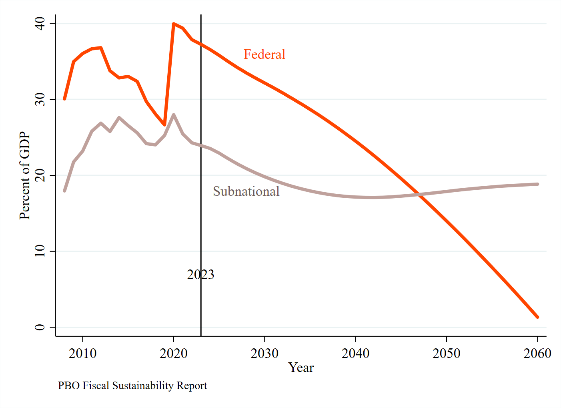 Percent of GDP
40
30
20
10
0
Federal
Subnational
2023
2010 2020 2030 2040 2050 2060
Year
PBO Fiscal Sustainability Report